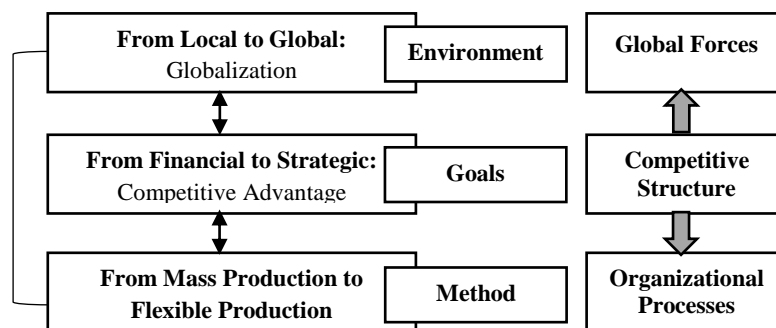 From Local to Global:
Globalization
Environment
Global Forces
From Financial to Strategic:
Competitive Advantage
Goals
Competitive
Structure
From Mass Production to
Flexible Production
Method
Organizational
Processes